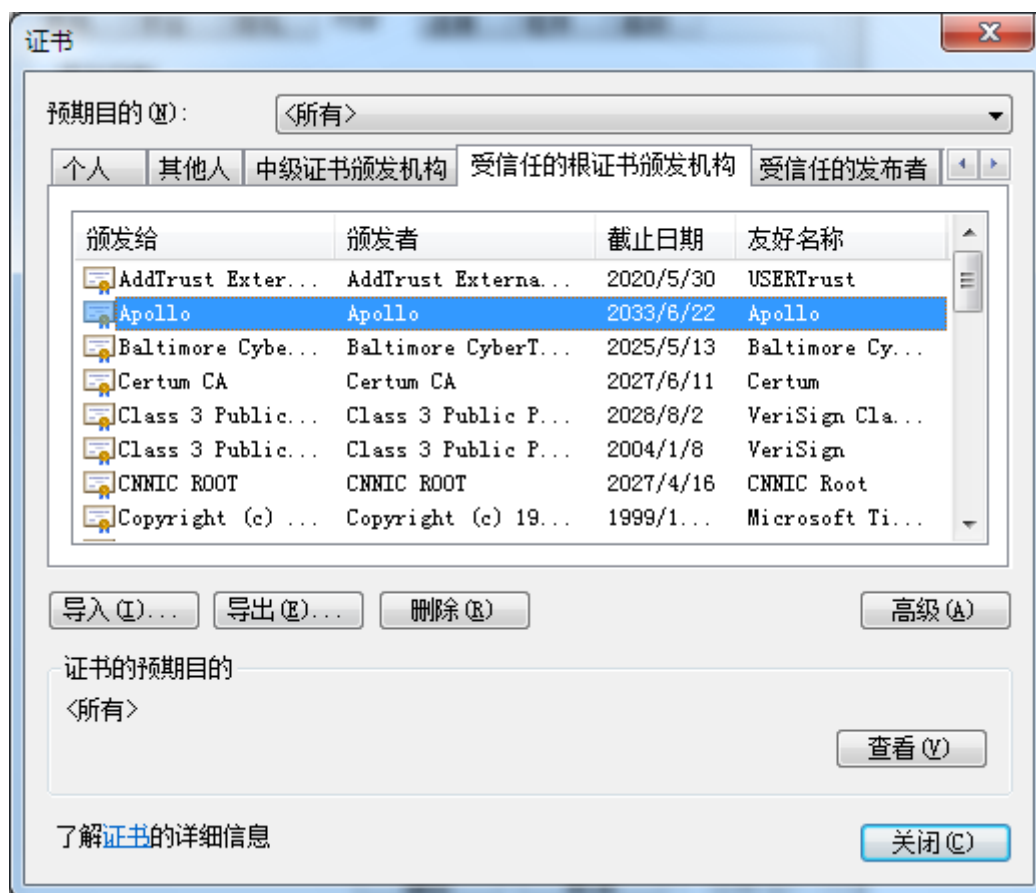 证书
预期目的(N): <所有>
个人 其他人 中级证书颁发机构 受信任的根证书颁发机构 受信任的发布者
颁发给 颁发者 截止日期 友好名称
AddTrust Exter... AddTrust Externa... 2020/5/30 USERTrust
Apollo Apollo 2033/6/22 Apollo
Baltimore Cybe... Baltimore CyberT... 2025/5/13 Baltimore Cy...
Certum CA Certum CA 2027/6/11 Certum
Class 3 Public... Class 3 Public P... 2028/8/2 VeriSign Cla...
Class 3 Public... Class 3 Public P... 2004/1/8 VeriSign
CNNIC ROOT CNNIC ROOT 2027/4/16 CNNIC Root
Copyright (c) ... Copyright (c) 19... 1999/1... Microsoft Ti...
导入(I)... 导出(E)... 删除(R) 高级(A)
证书的预期目的
<所有>
查看(V)
了解证书的详细信息
关闭(C)